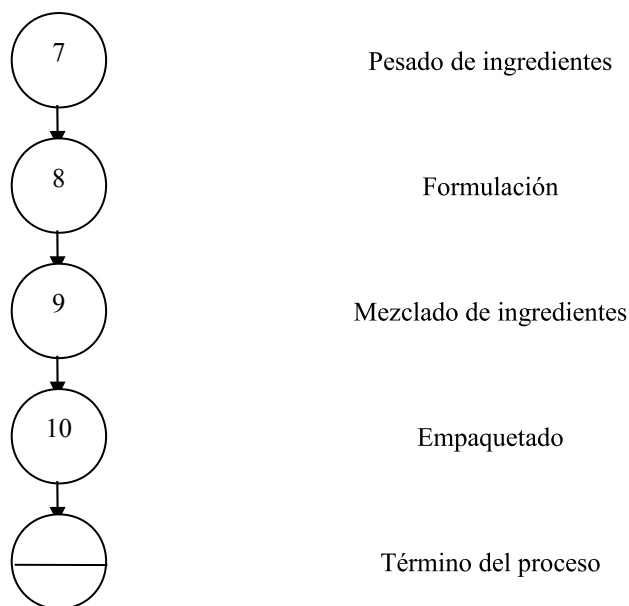 7
Pesado de ingredientes
8
Formulación
9
Mezclado de ingredientes
10
Empaquetado
Término del proceso